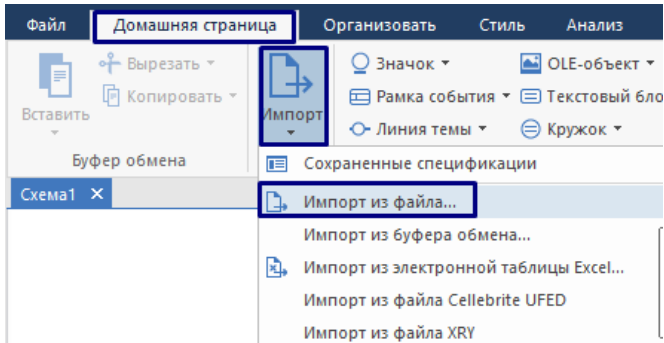 Файл Домашняя страница Организовать Стиль Анализ
Вырезать Значок OLE-объект
Копировать Рамка события Текстовый бло
Вставить Импорт Линия темы Кружок
Буфер обмена Сохраненные спецификации
Схема1 Импорт из файла...
Импорт из буфера обмена...
Импорт из электронной таблицы Excel...
Импорт из файла Cellebrite UFED
Импорт из файла XRY